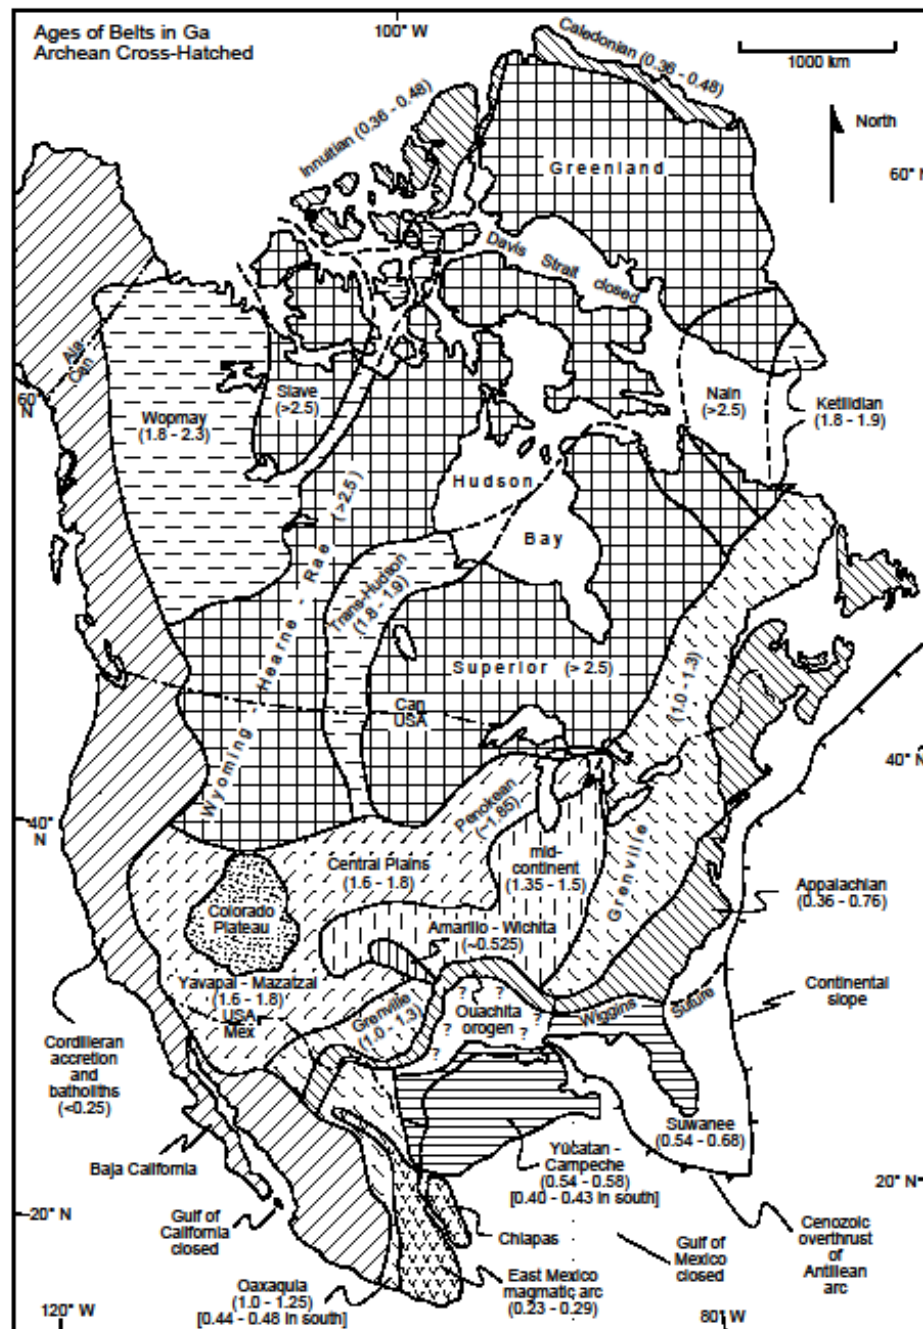 Ages of Belts in Ga
Archean Cross-Hatched
100° W
Caledonian (0.36 - 0.48)
1000 km
North
60° N
Innuitian (0.36 - 0.48)
Greenland
Davis Strait closed
Ala
Can
60°
N
Slave
(>2.5)
Wopmay
(1.8 - 2.3)
Nain
(>2.5)
Ketilidian
(1.8 - 1.9)
Hudson
Bay
Wyoming - Hearne - Rae (>2.5)
Trans-Hudson
(1.8 - 1.9)
Superior (> 2.5)
(1.0 - 1.3)
Can
USA
40° N
40°
N
Penokean
(~1.85)
mid-
continent
(1.35 - 1.5)
Central Plains
(1.6 - 1.8)
Grenville
Appalachian
(0.36 - 0.76)
Colorado
Plateau
Amarillo - Wichita
(~0.525)
Yavapai - Mazatzal
(1.6 - 1.8)
USA
Mex
Grenville
(1.0 - 1.3)
? ? ? ? ? ?
Ouachita
orogen
Wiggins
Suture
Continental
slope
Cordilleran
accretion
and
batholiths
(<0.25)
Suwanee
(0.54 - 0.68)
Baja California
Yucatan -
Campeche
(0.54 - 0.58)
[0.40 - 0.43 in south]
20° N
20° N
Gulf of
California
closed
Chiapas
Gulf of
Mexico
closed
Cenozoic
overthrust
of
Antillean
arc
Oaxaquia
(1.0 - 1.25)
[0.44 - 0.48 in south]
East Mexico
magmatic arc
(0.23 - 0.29)
120° W
80° W